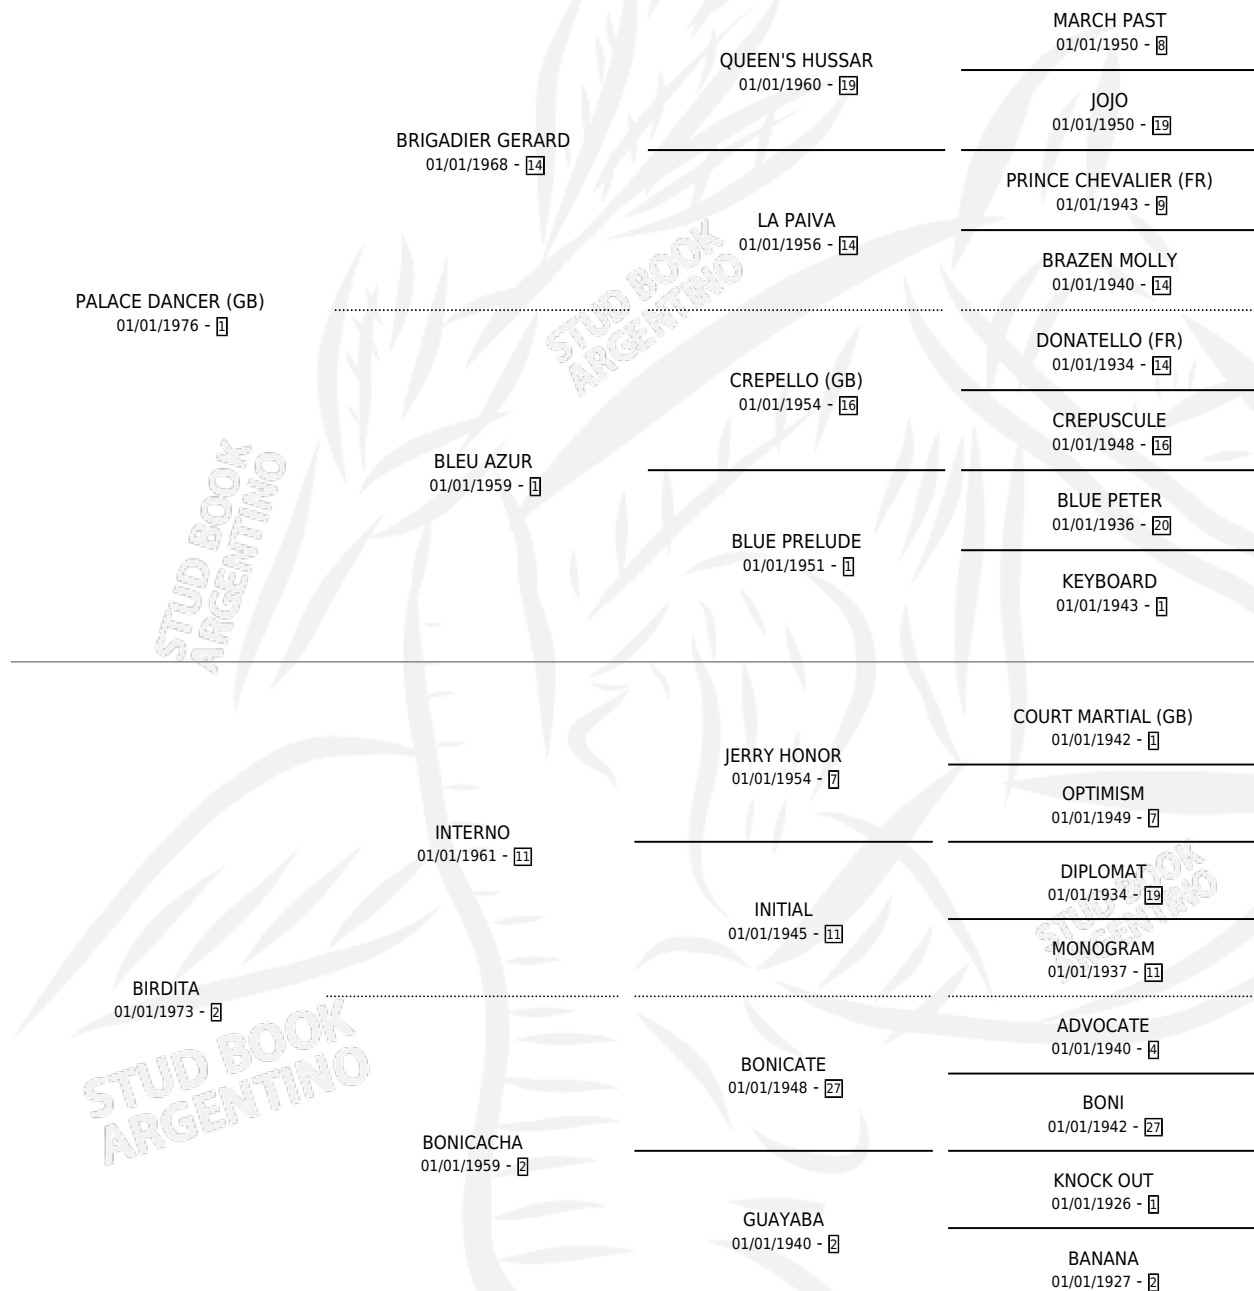 MARCH PAST
01/01/1950 - 8
QUEEN'S HUSSAR
01/01/1960 - 19
JOJO
01/01/1950 - 19
BRIGADIER GERARD
01/01/1968 - 14
PRINCE CHEVALIER (FR)
01/01/1943 - 9
LA PAIVA
01/01/1956 - 14
BRAZEN MOLLY
01/01/1940 - 14
PALACE DANCER (GB)
01/01/1976 - 1
STUD BOOK
ARGENTINO
DONATELLO (FR)
01/01/1934 - 14
CREPELLO (GB)
01/01/1954 - 16
CREPUSCULE
01/01/1948 - 16
BLEU AZUR
01/01/1959 - 1
BLUE PETER
01/01/1936 - 20
BLUE PRELUDE
01/01/1951 - 1
KEYBOARD
01/01/1943 - 1
STUD BOOK
ARGENTINO
COURT MARTIAL (GB)
01/01/1942 - 1
JERRY HONOR
01/01/1954 - 7
OPTIMISM
01/01/1949 - 7
INTERNO
01/01/1961 - 11
DIPLOMAT
01/01/1934 - 19
INITIAL
01/01/1945 - 11
STUD BOOK
ARGENTINO
MONOGRAM
01/01/1937 - 11
BIRDITA
01/01/1973 - 2
STUD BOOK
ARGENTINO
ADVOCATE
01/01/1940 - 4
BONICATE
01/01/1948 - 27
BONI
01/01/1942 - 27
BONICACHA
01/01/1959 - 2
KNOCK OUT
01/01/1926 - 1
GUAYABA
01/01/1940 - 2
BANANA
01/01/1927 - 2